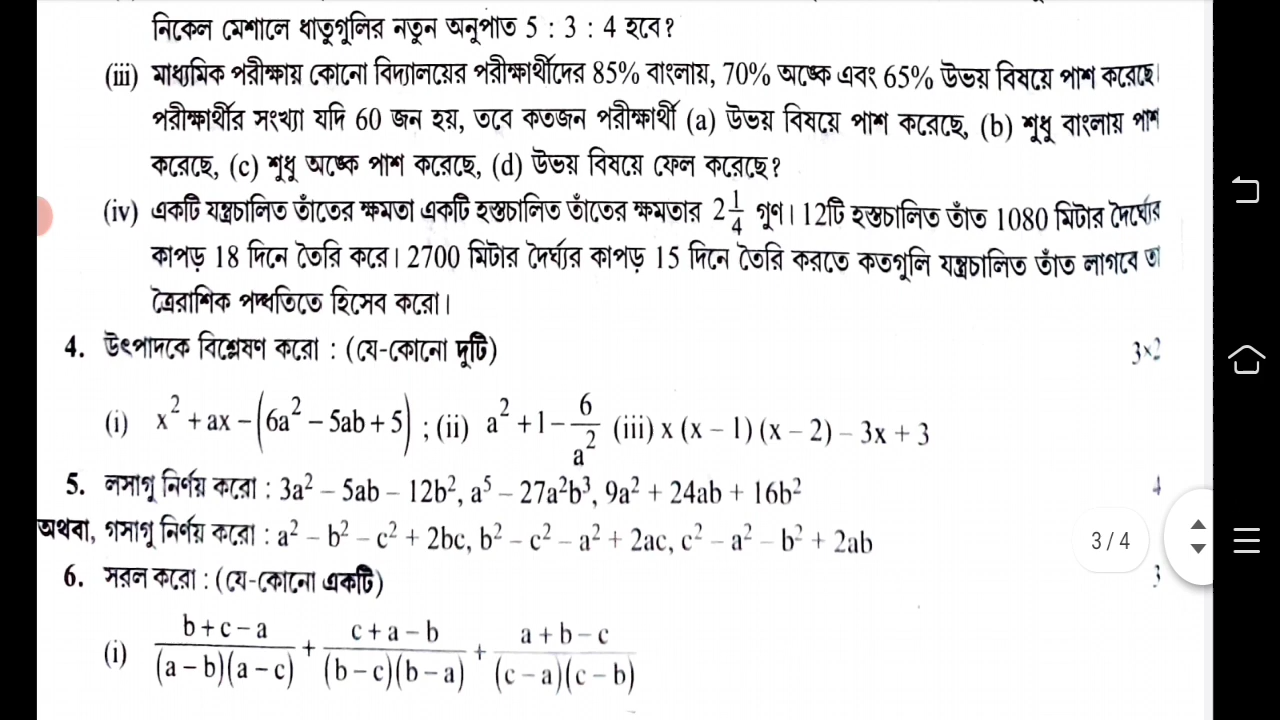 নিকেল মেশালে ধাতুগুলির নতুন অনুপাত 5 : 3 : 4 হবে?
(iii) মাধ্যমিক পরীক্ষায় কোনো বিদ্যালয়ের পরীক্ষার্থীদের 85% বাংলায়, 70% অঙ্কে এবং 65% উভয় বিষয়ে পাশ করেছে।
পরীক্ষার্থীর সংখ্যা যদি 60 জন হয়, তবে কতজন পরীক্ষার্থী (a) উভয় বিষয়ে পাশ করেছে, (b) শুধু বাংলায় পাশ
করেছে, (c) শুধু অঙ্কে পাশ করেছে, (d) উভয় বিষয়ে ফেল করেছে?
(iv) একটি যন্ত্রচালিত তাঁতের ক্ষমতা একটি হস্তচালিত তাঁতের ক্ষমতার 2 1/4 গুণ। 12টি হস্তচালিত তাঁত 1080 মিটার দৈর্ঘ্যের
কাপড় 18 দিনে তৈরি করে। 2700 মিটার দৈর্ঘ্যর কাপড় 15 দিনে তৈরি করতে কতগুলি যন্ত্রচালিত তাঁত লাগবে তা
ত্রৈরাশিক পদ্ধতিতে হিসেব করো।
4. উৎপাদকে বিশ্লেষণ করো : (যে-কোনো দুটি) 3×2
(i) x² + ax – (6a² – 5ab + 5) ; (ii) a² + 1 – 6/a² (iii) x (x – 1) (x – 2) – 3x + 3
5. লসাগু নির্ণয় করো : 3a² – 5ab – 12b², a⁵ – 27a²b³, 9a² + 24ab + 16b² 4
অথবা, গসাগু নির্ণয় করো : a² – b² – c² + 2bc, b² – c² – a² + 2ac, c² – a² – b² + 2ab
3/4
6. সরল করো : (যে-কোনো একটি) 3
(i) (b + c – a)/((a – b)(a – c)) + (c + a – b)/((b – c)(b – a)) + (a + b – c)/((c – a)(c – b))